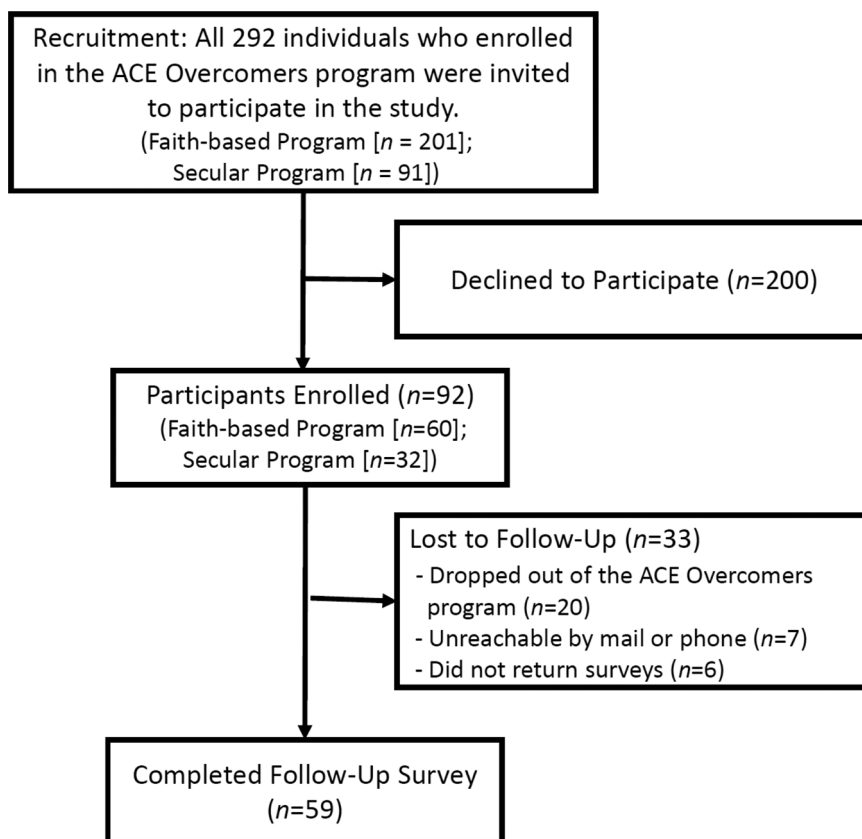 Recruitment: All 292 individuals who enrolled
in the ACE Overcomers program were invited
to participate in the study.
(Faith-based Program [n = 201];
Secular Program [n = 91])
Declined to Participate (n=200)
Participants Enrolled (n=92)
(Faith-based Program [n=60];
Secular Program [n=32])
Lost to Follow-Up (n=33)
- Dropped out of the ACE Overcomers
program (n=20)
- Unreachable by mail or phone (n=7)
- Did not return surveys (n=6)
Completed Follow-Up Survey
(n=59)